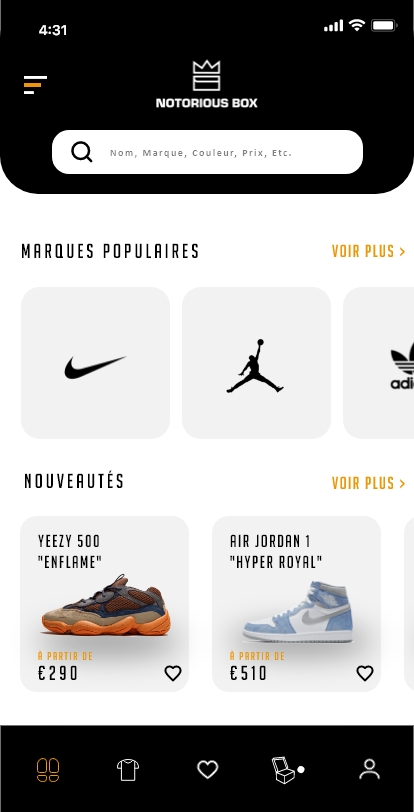 4:31
NOTORIOUS BOX
Nom, Marque, Couleur, Prix, Etc.
MARQUES POPULAIRES
VOIR PLUS >
adi
NOUVEAUTÉS
VOIR PLUS >
YEEZY 500
"ENFLAME"
À PARTIR DE
€290
AIR JORDAN 1
"HYPER ROYAL"
À PARTIR DE
€510